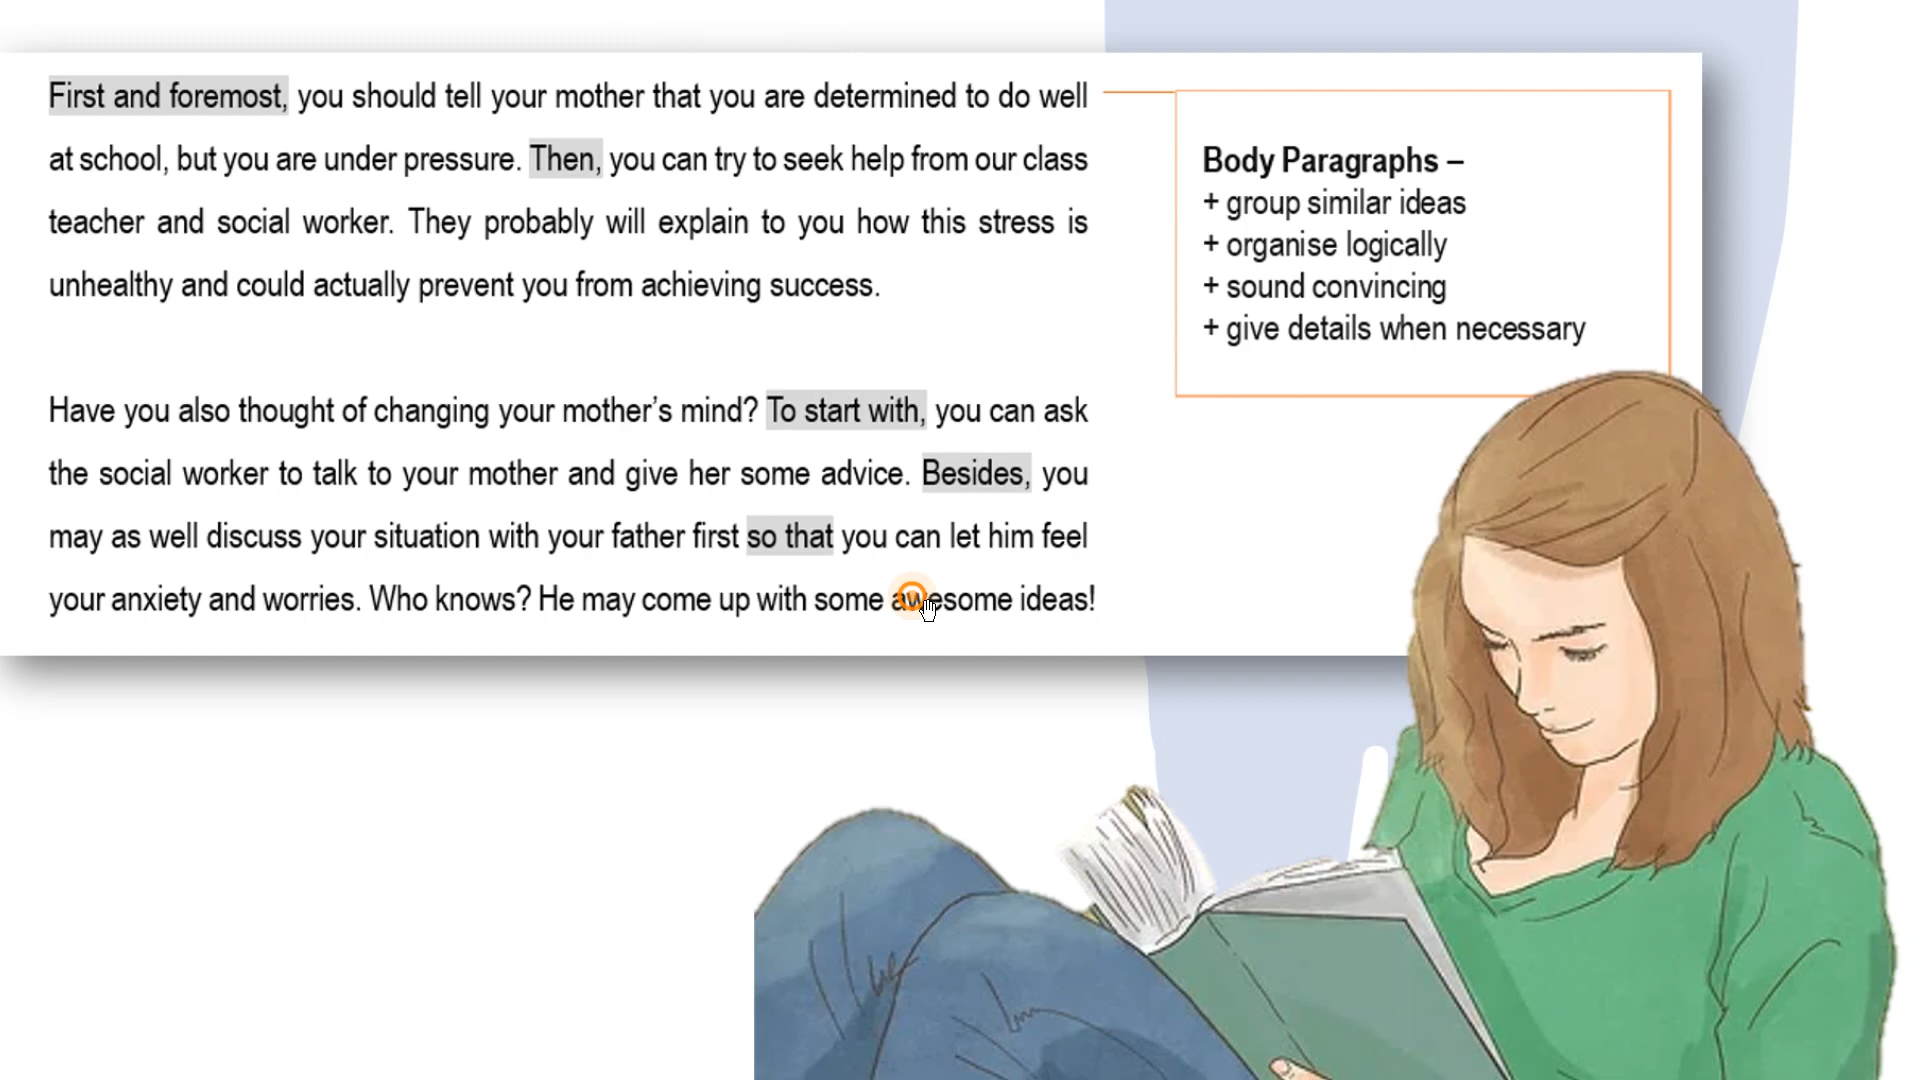 First and foremost, you should tell your mother that you are determined to do well
at school, but you are under pressure. Then, you can try to seek help from our class
teacher and social worker. They probably will explain to you how this stress is
unhealthy and could actually prevent you from achieving success.
Have you also thought of changing your mother’s mind? To start with, you can ask
the social worker to talk to your mother and give her some advice. Besides, you
may as well discuss your situation with your father first so that you can let him feel
your anxiety and worries. Who knows? He may come up with some awesome ideas!
Body Paragraphs –
+ group similar ideas
+ organise logically
+ sound convincing
+ give details when necessary